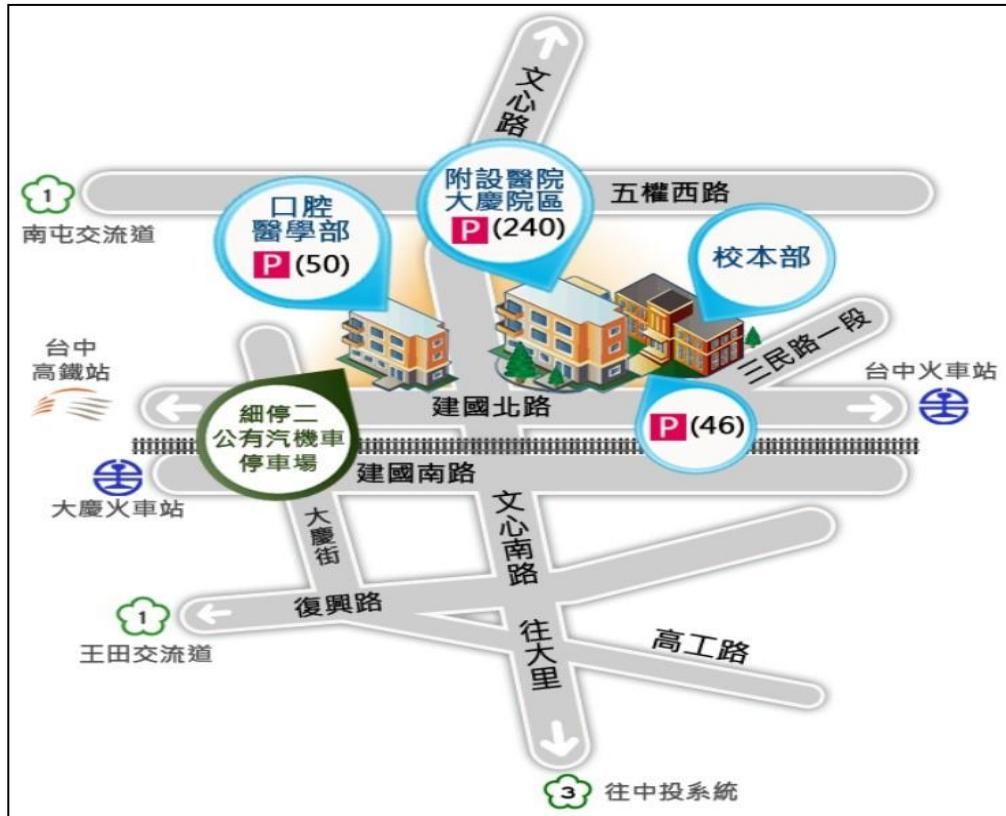 文心路
1
南屯交流道
五權西路
口腔
醫學部
P (50)
附設醫院
大慶院區
P (240)
校本部
三民路一段
台中
高鐵站
台中火車站
建國北路
細停二
公有汽機車
停車場
P (46)
建國南路
大慶火車站
大慶街
文心南路
復興路
1
王田交流道
往大里
高工路
3 往中投系統